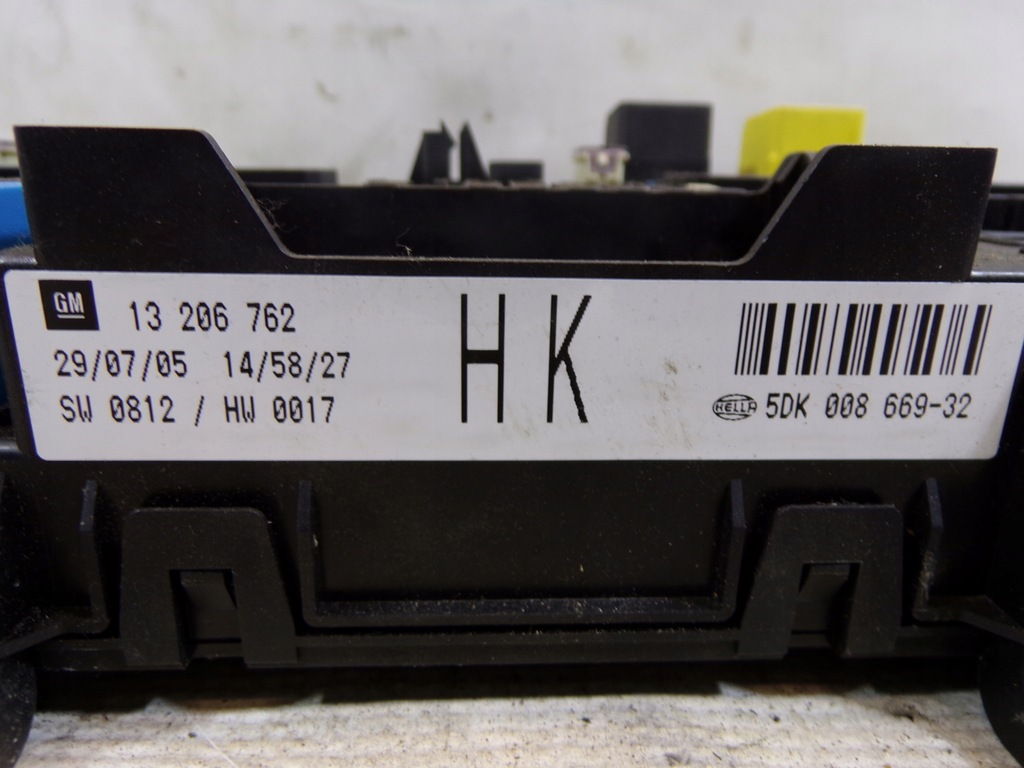 GM 13 206 762
29/07/05 14/58/27
SW 0812 / HW 0017
HK
HELLA 5DK 008 669-32